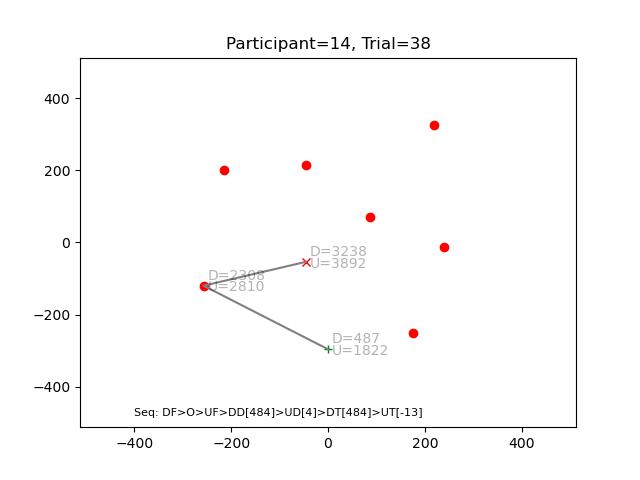 Participant=14, Trial=38
400
200
0
−200
−400
D=3238
U=3892
D=2308
U=2810
D=487
U=1822
Seq: DF>O>UF>DD[484]>UD[4]>DT[484]>UT[-13]
−400 −200 0 200 400